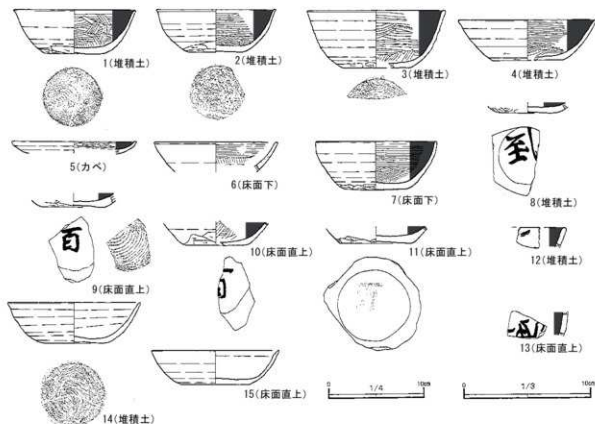 1(堆積土)
2(堆積土)
3(堆積土)
4(堆積土)
5(カベ)
6(床面下)
7(床面下)
8(堆積土)
百
9(床面直上)
10(床面直上)
11(床面直上)
12(堆積土)
13(床面直上)
14(堆積土)
15(床面直上)
0 1/4 10cm
0 1/3 10cm